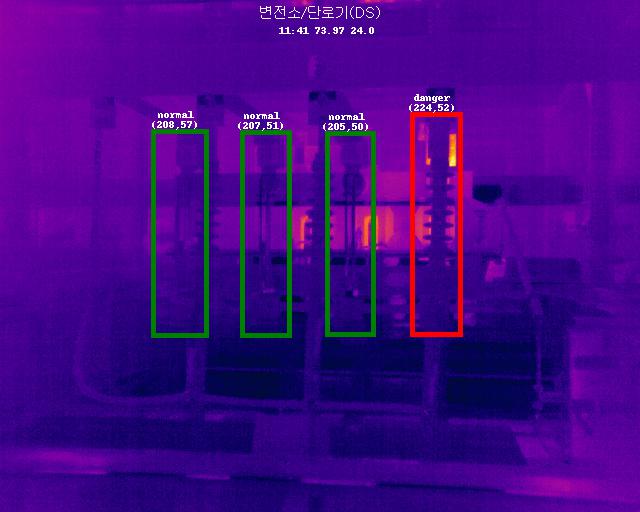 변전소/단로기(DS)
11:41 73.97 24.0
danger
(224,52)
normal
(208,57)
normal
(207,51)
normal
(205,50)